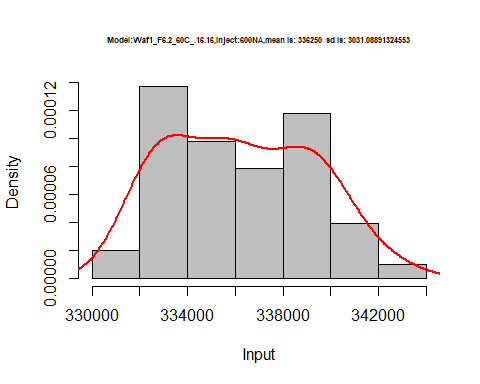 Model:Waf1_F6.2_60C_.16.16,Inject:600NA,mean is: 336250 sd is: 3031.08891324553
0.00012
0.00006
0.00000
Density
330000 334000 338000 342000
Input